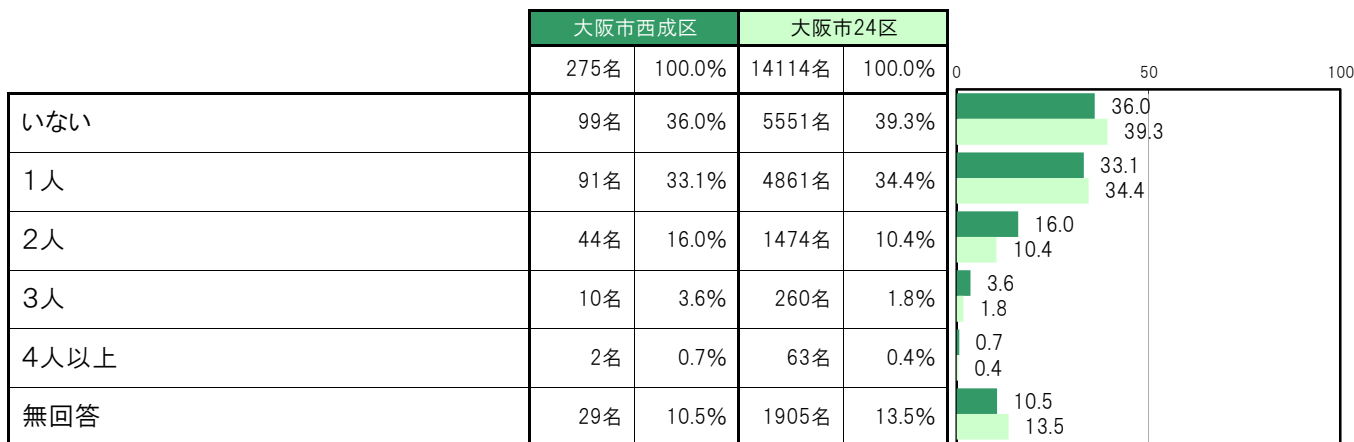 大阪市西成区 大阪市24区
275名 100.0% 14114名 100.0% 0 50 100
いない 99名 36.0% 5551名 39.3% 36.0
39.3
1人 91名 33.1% 4861名 34.4% 33.1
34.4
2人 44名 16.0% 1474名 10.4% 16.0
10.4
3人 10名 3.6% 260名 1.8% 3.6
1.8
4人以上 2名 0.7% 63名 0.4% 0.7
0.4
無回答 29名 10.5% 1905名 13.5% 10.5
13.5